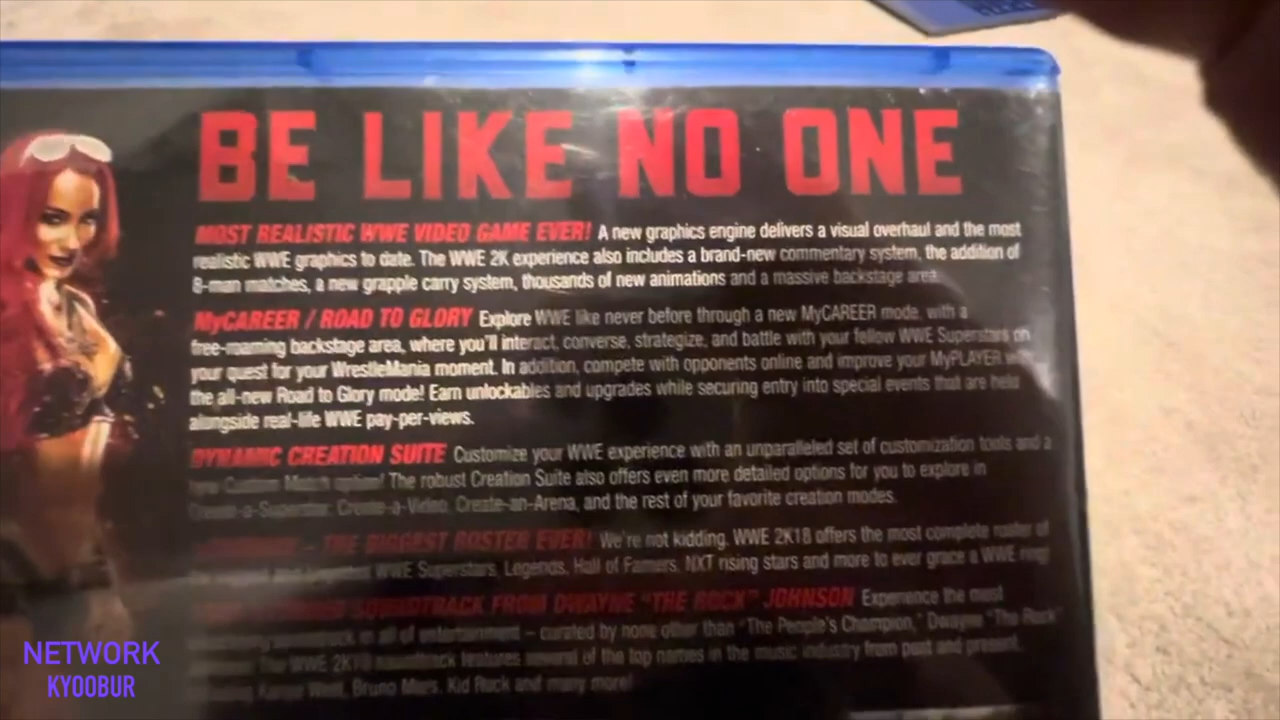 BE LIKE NO ONE
MOST REALISTIC WWE VIDEO GAME EVER! A new graphics engine delivers a visual overhaul and the most
realistic WWE graphics to date. The WWE 2K experience also includes a brand-new commentary system, the addition of
8-man matches, a new grapple carry system, thousands of new animations and a massive backstage area.
MyCAREER / ROAD TO GLORY Explore WWE like never before through a new MyCAREER mode, with a
free-roaming backstage area, where you'll interact, converse, strategize, and battle with your fellow WWE Superstars on
your quest for your WrestleMania moment. In addition, compete with opponents online and improve your MyPLAYER
the all-new Road to Glory mode! Earn unlockables and upgrades while securing entry into special events that are held
alongside real-life WWE pay-per-views.
DYNAMIC CREATION SUITE Customize your WWE experience with an unparalleled set of customization tools and a
new Custom Match option! The robust Creation Suite also offers even more detailed options for you to explore in
Create-a-Superstar, Create-a-Video, Create-an-Arena, and the rest of your favorite creation modes.
THE BIGGEST ROSTER EVER! We're not kidding. WWE 2K18 offers the most complete roster of
WWE Superstars, Legends, Hall of Famers, NXT rising stars and more to ever grace a WWE ring!
SOUNDTRACK FROM DWAYNE "THE ROCK" JOHNSON Experience the most
in all of entertainment – curated by none other than "The People's Champion," Dwayne "The Rock"
The WWE 2K18 soundtrack features several of the top names in the music industry from past and present,
Kanye West, Bruno Mars, Kid Rock and many more!
NETWORK
KYOOBUR